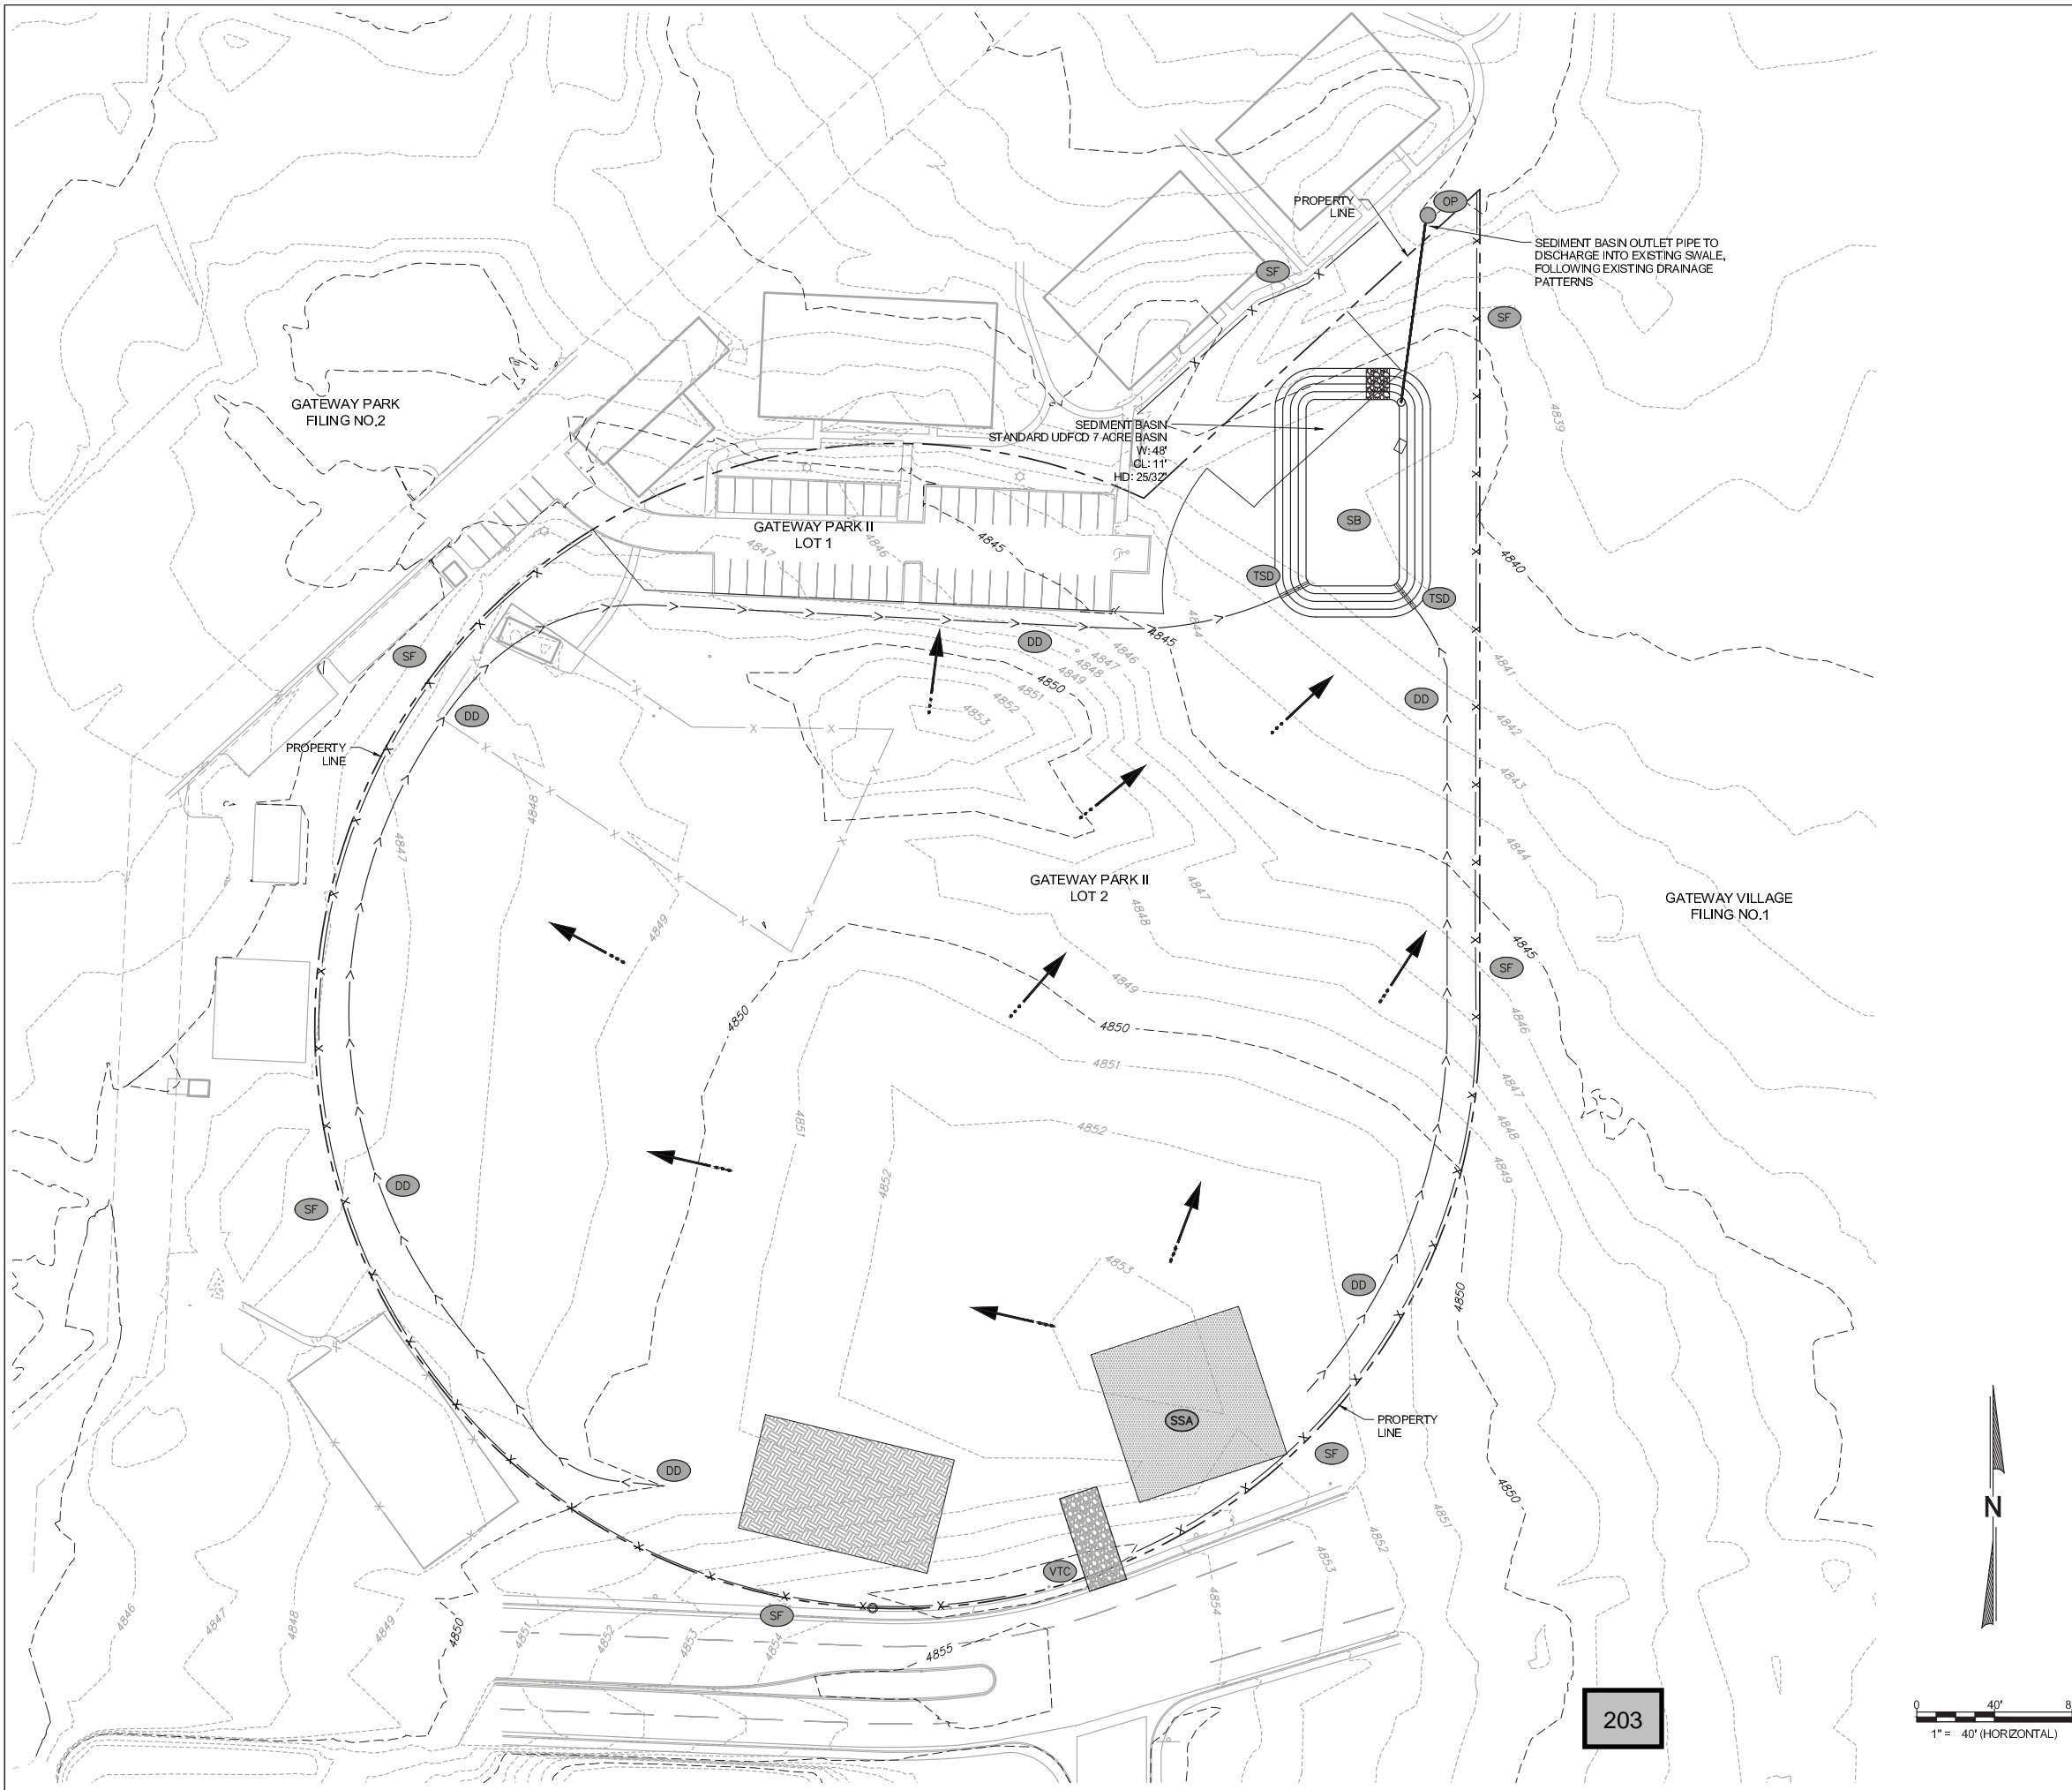 PROPERTY
LINE
OP
SEDIMENT BASIN OUTLET PIPE TO
DISCHARGE INTO EXISTING SWALE,
FOLLOWING EXISTING DRAINAGE
PATTERNS
SF
SF
GATEWAY PARK
FILING NO.2
4839
SEDIMENT BASIN
STANDARD UDFCD 7 ACRE BASIN
W: 48'
CL: 11'
HD: 25/32"
SB
GATEWAY PARK II
LOT 1
4847
4846
4845
4840
TSD
TSD
4844
4845
DD
4846
4847
4848
4849
4850
4851
4852
4853
SF
4841
DD
DD
4842
PROPERTY
LINE
4843
4848
4847
4844
GATEWAY PARK II
LOT 2
4847
4848
GATEWAY VILLAGE
FILING NO.1
4849
4845
SF
4849
4850
4850
4846
4851
4847
4851
4852
4848
4849
4852
DD
SF
4853
DD
4850
SSA
PROPERTY
LINE
SF
DD
4850
4851
4852
N
VTC
4853
SF
4854
4846
4847
4848
4849
4850
4851
4852
4853
4854
4855
203
0 40' 8
1" = 40' (HORIZONTAL)